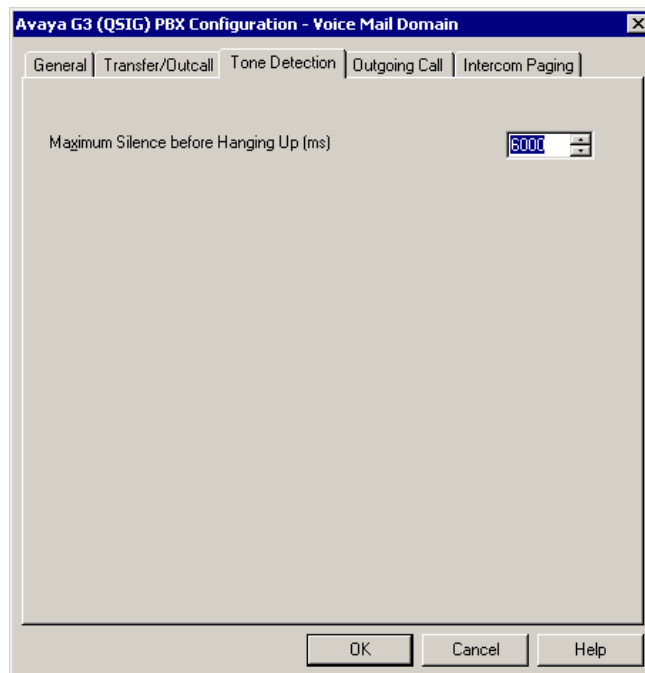 Avaya G3 (QSIG) PBX Configuration - Voice Mail Domain
General Transfer/Outcall Tone Detection Outgoing Call Intercom Paging
Maximum Silence before Hanging Up (ms) 6000
OK Cancel Help